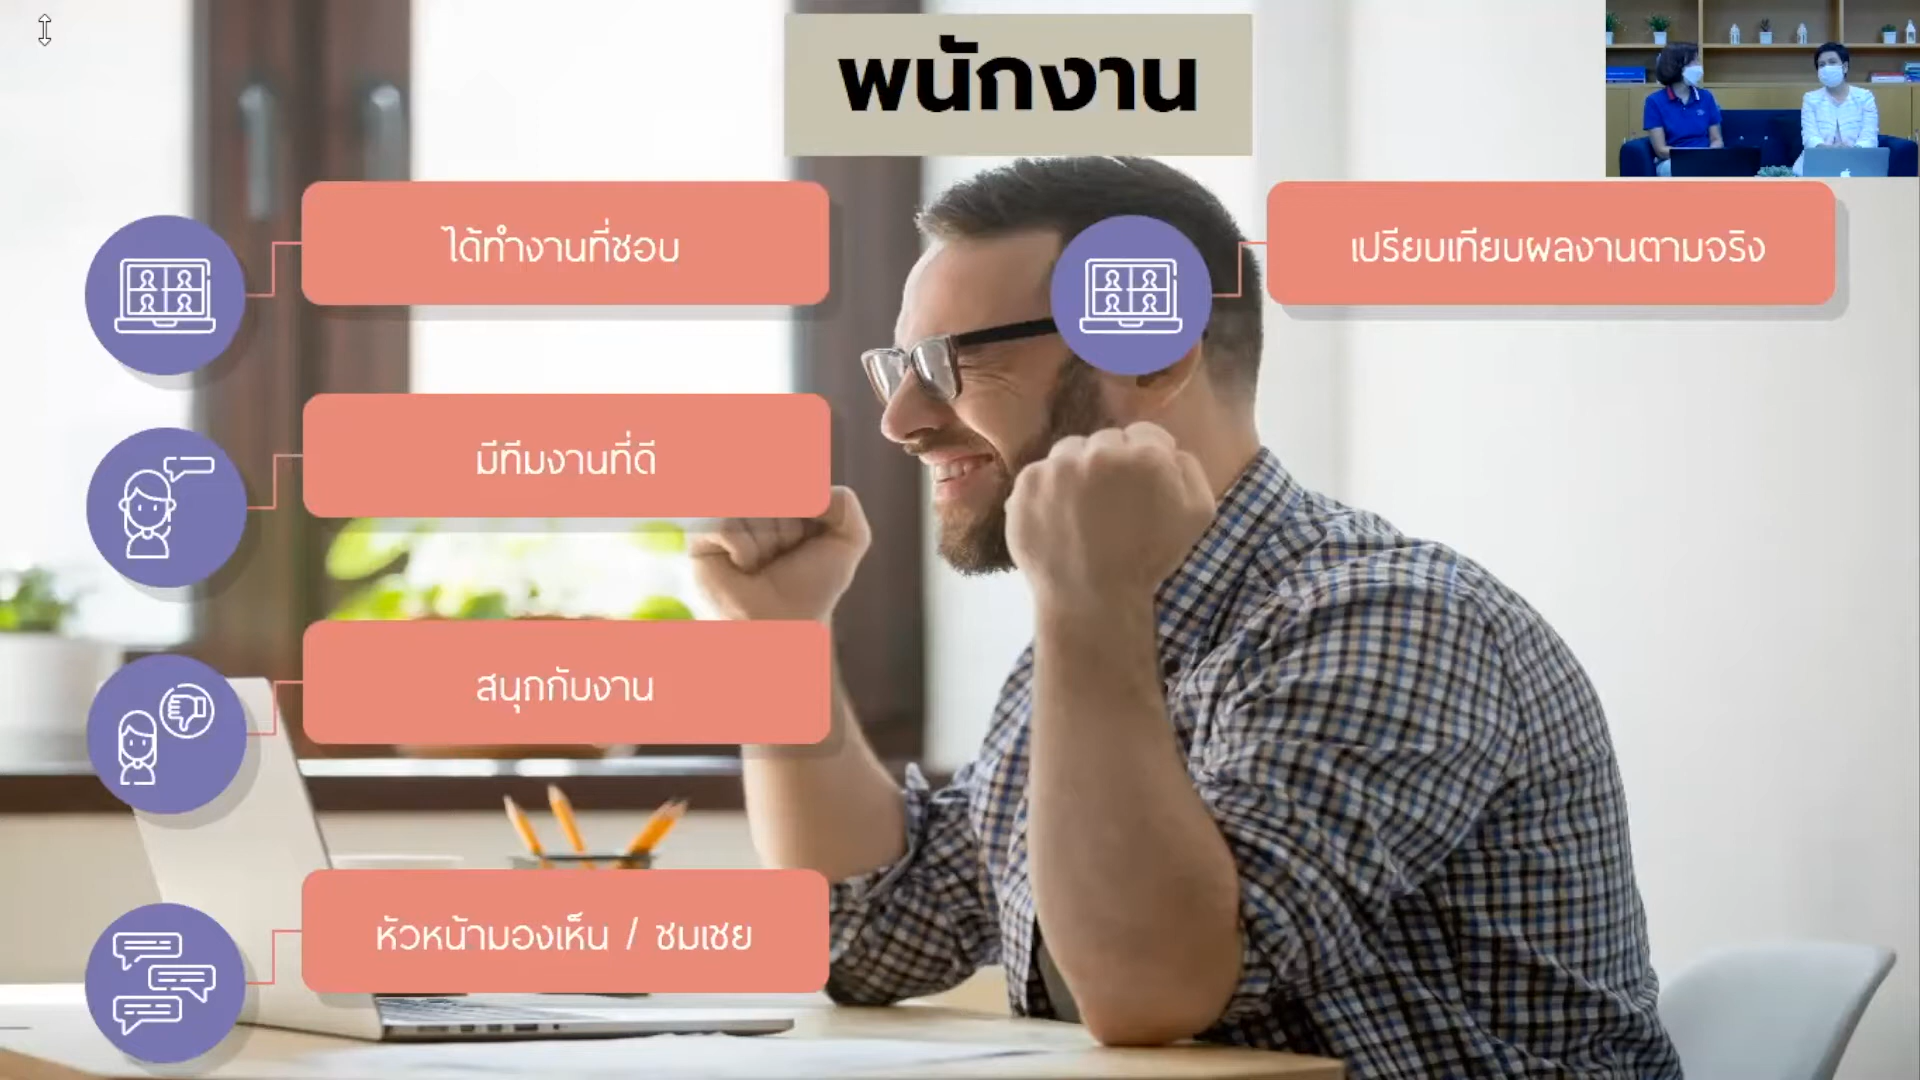 พนักงาน
ได้ทำงานที่ชอบ
เปรียบเทียบผลงานตามจริง
มีทีมงานที่ดี
สนุกกับงาน
หัวหน้ามองเห็น / ชมเชย